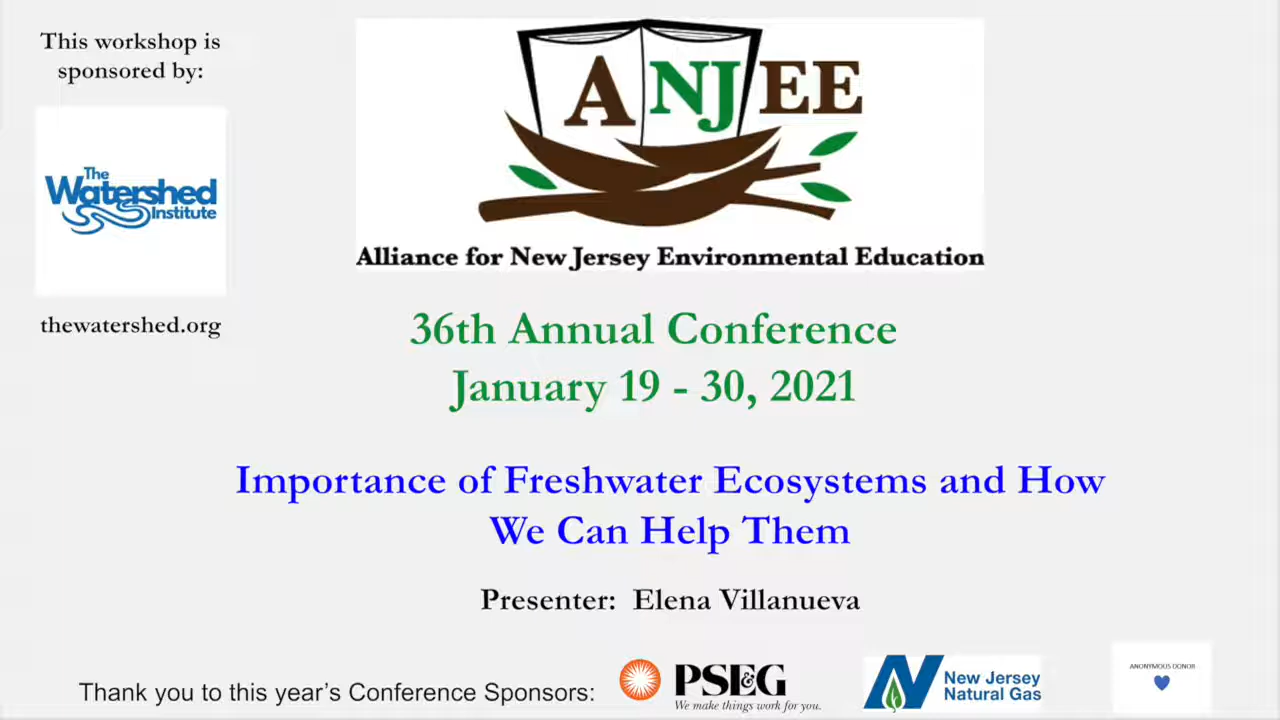 This workshop is
sponsored by:
The
Watershed
Institute
thewatershed.org
ANJEE
Alliance for New Jersey Environmental Education
36th Annual Conference
January 19 - 30, 2021
Importance of Freshwater Ecosystems and How
We Can Help Them
Presenter: Elena Villanueva
Thank you to this year's Conference Sponsors:
PSE&G
We make things work for you.
New Jersey
Natural Gas
ANONYMOUS DONOR